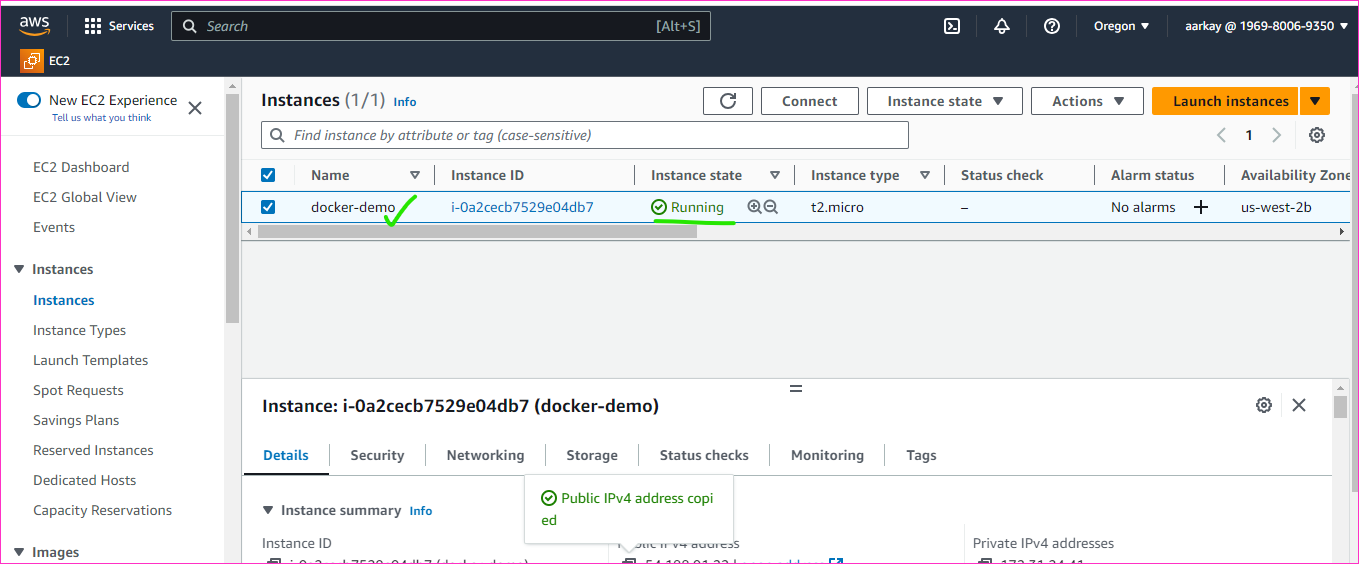 aws Services Search [Alt+S] Oregon aarkay @ 1969-8006-9350
EC2
New EC2 Experience
Tell us what you think
EC2 Dashboard
EC2 Global View
Events
Instances
Instances
Instance Types
Launch Templates
Spot Requests
Savings Plans
Reserved Instances
Dedicated Hosts
Capacity Reservations
Images
Instances (1/1) Info Connect Instance state Actions Launch instances
Find instance by attribute or tag (case-sensitive) 1
Name Instance ID Instance state Instance type Status check Alarm status Availability Zone
docker-demo i-0a2cecb7529e04db7 Running t2.micro – No alarms + us-west-2b
Instance: i-0a2cecb7529e04db7 (docker-demo)
Details Security Networking Storage Status checks Monitoring Tags
Public IPv4 address copi
ed
Instance summary Info
Instance ID Public IPv4 address Private IPv4 addresses